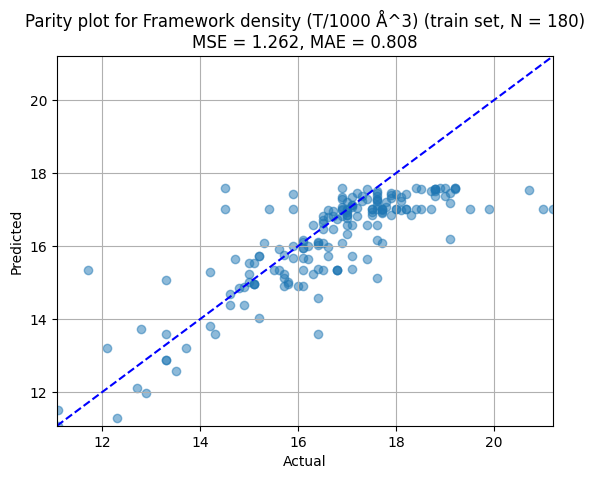 Parity plot for Framework density (T/1000 Å^3) (train set, N = 180)
MSE = 1.262, MAE = 0.808
Predicted
20
18
16
14
12
12 14 16 18 20
Actual